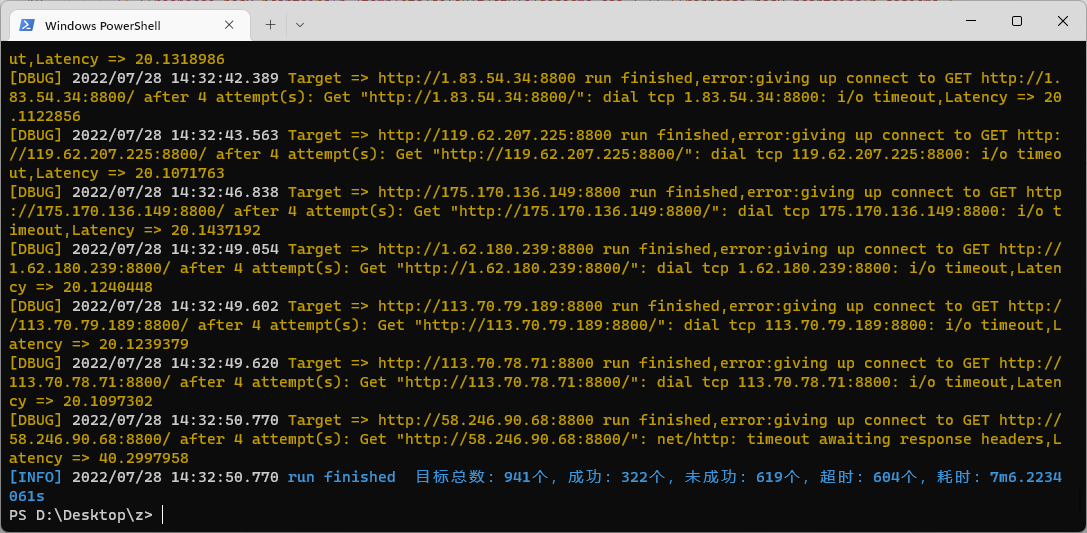 Windows PowerShell
ut,Latency => 20.1318986
[DBUG] 2022/07/28 14:32:42.389 Target => http://1.83.54.34:8800 run finished,error:giving up connect to GET http://1.
83.54.34:8800/ after 4 attempt(s): Get "http://1.83.54.34:8800/": dial tcp 1.83.54.34:8800: i/o timeout,Latency => 20
.1122856
[DBUG] 2022/07/28 14:32:43.563 Target => http://119.62.207.225:8800 run finished,error:giving up connect to GET http:
//119.62.207.225:8800/ after 4 attempt(s): Get "http://119.62.207.225:8800/": dial tcp 119.62.207.225:8800: i/o timeo
ut,Latency => 20.1071763
[DBUG] 2022/07/28 14:32:46.838 Target => http://175.170.136.149:8800 run finished,error:giving up connect to GET http
://175.170.136.149:8800/ after 4 attempt(s): Get "http://175.170.136.149:8800/": dial tcp 175.170.136.149:8800: i/o t
imeout,Latency => 20.1437192
[DBUG] 2022/07/28 14:32:49.054 Target => http://1.62.180.239:8800 run finished,error:giving up connect to GET http://
1.62.180.239:8800/ after 4 attempt(s): Get "http://1.62.180.239:8800/": dial tcp 1.62.180.239:8800: i/o timeout,Laten
cy => 20.1240448
[DBUG] 2022/07/28 14:32:49.602 Target => http://113.70.79.189:8800 run finished,error:giving up connect to GET http:/
/113.70.79.189:8800/ after 4 attempt(s): Get "http://113.70.79.189:8800/": dial tcp 113.70.79.189:8800: i/o timeout,L
atency => 20.1239379
[DBUG] 2022/07/28 14:32:49.620 Target => http://113.70.78.71:8800 run finished,error:giving up connect to GET http://
113.70.78.71:8800/ after 4 attempt(s): Get "http://113.70.78.71:8800/": dial tcp 113.70.78.71:8800: i/o timeout,Laten
cy => 20.1097302
[DBUG] 2022/07/28 14:32:50.770 Target => http://58.246.90.68:8800 run finished,error:giving up connect to GET http://
58.246.90.68:8800/ after 4 attempt(s): Get "http://58.246.90.68:8800/": net/http: timeout awaiting response headers,L
atency => 40.2997958
[INFO] 2022/07/28 14:32:50.770 run finished  目标总数：941个，成功：322个，未成功：619个，超时：604个，耗时：7m6.2234
061s
PS D:\Desktop\z>